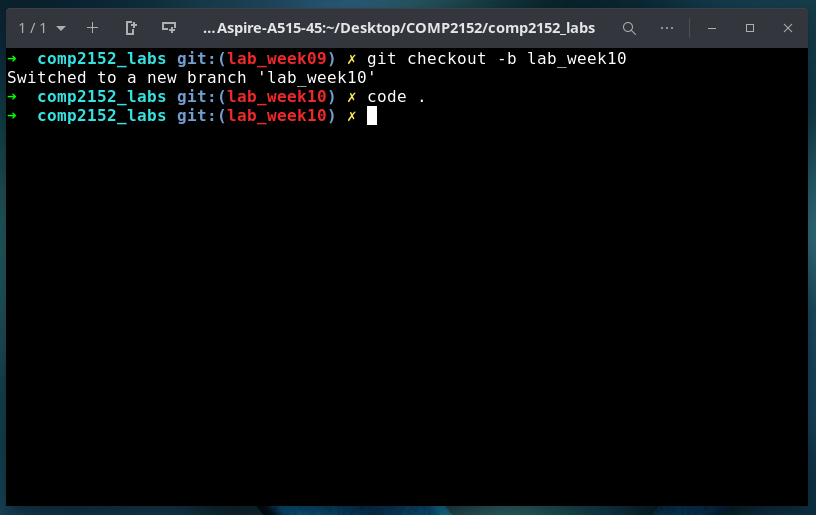 1 / 1 ...Aspire-A515-45:~/Desktop/COMP2152/comp2152_labs
➜ comp2152_labs git:(lab_week09) ✗ git checkout -b lab_week10
Switched to a new branch 'lab_week10'
➜ comp2152_labs git:(lab_week10) ✗ code .
➜ comp2152_labs git:(lab_week10) ✗